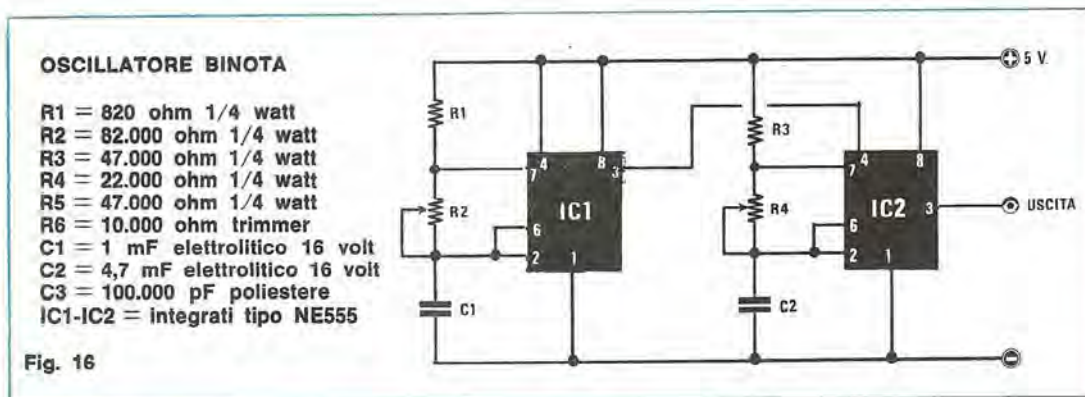 OSCILLATORE BINOTA
R1 = 820 ohm 1/4 watt
R2 = 82.000 ohm 1/4 watt
R3 = 47.000 ohm 1/4 watt
R4 = 22.000 ohm 1/4 watt
R5 = 47.000 ohm 1/4 watt
R6 = 10.000 ohm trimmer
C1 = 1 mF elettrolitico 16 volt
C2 = 4,7 mF elettrolitico 16 volt
C3 = 100.000 pF poliestere
IC1-IC2 = integrati tipo NE555
Fig. 16
+ 5 V.
R1
R3
4
8
3
7
IC1
6
2
1
R2
C1
4
8
7
IC2
3
6
2
1
R4
C2
USCITA
−